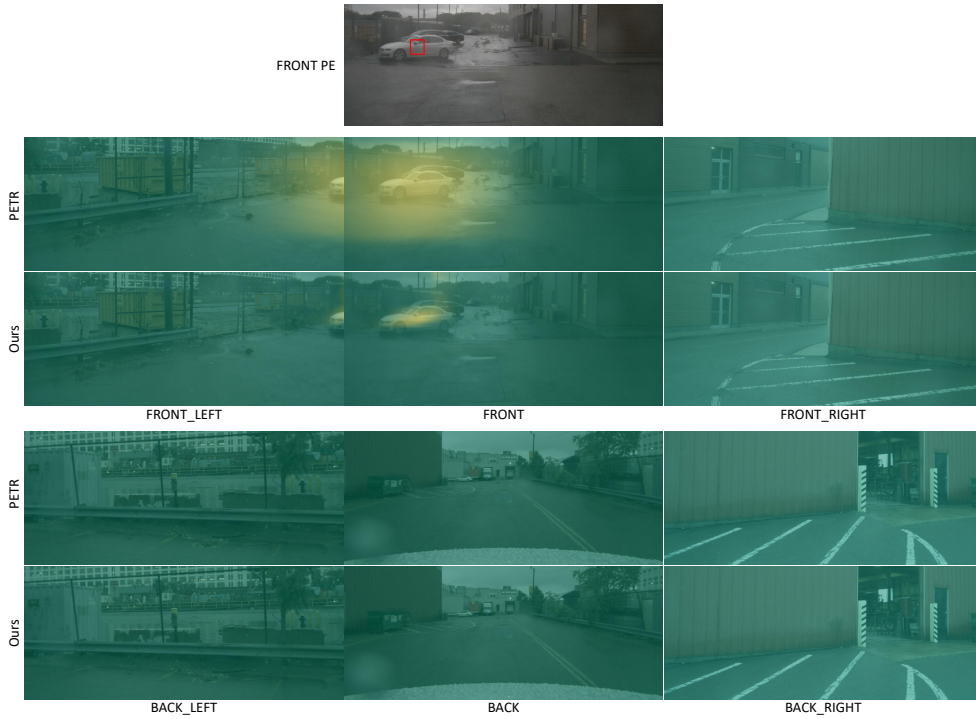 FRONT PE
PETR
Ours
FRONT_LEFT FRONT FRONT_RIGHT
PETR
Ours
BACK_LEFT BACK BACK_RIGHT